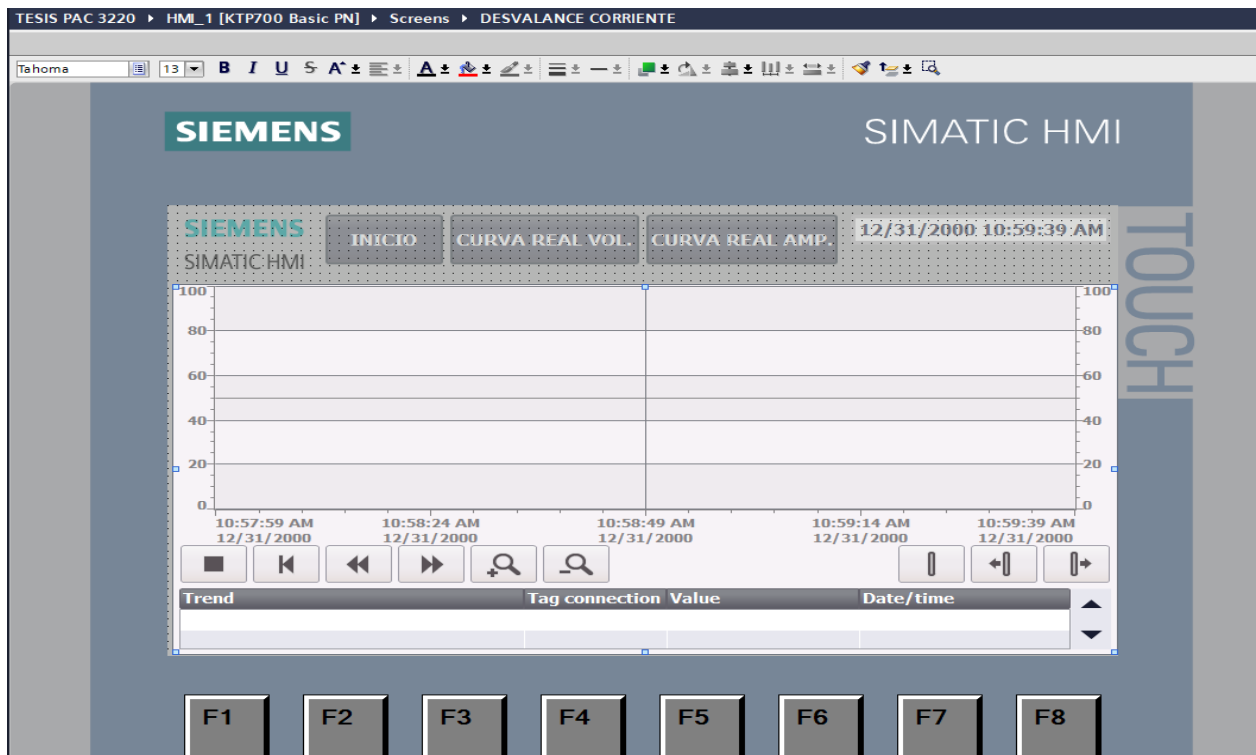 TESIS PAC 3220 ▸ HMI_1 [KTP700 Basic PN] ▸ Screens ▸ DESVALANCE CORRIENTE
Tahoma 13 B I U S A A
SIEMENS SIMATIC HMI
TOUCH
SIEMENS
SIMATIC HMI
INICIO CURVA REAL VOL. CURVA REAL AMP. 12/31/2000 10:59:39 AM
100 100
80 80
60 60
40 40
20 20
0 0
10:57:59 AM 10:58:24 AM 10:58:49 AM 10:59:14 AM 10:59:39 AM
12/31/2000 12/31/2000 12/31/2000 12/31/2000 12/31/2000
Trend Tag connection Value Date/time
F1 F2 F3 F4 F5 F6 F7 F8